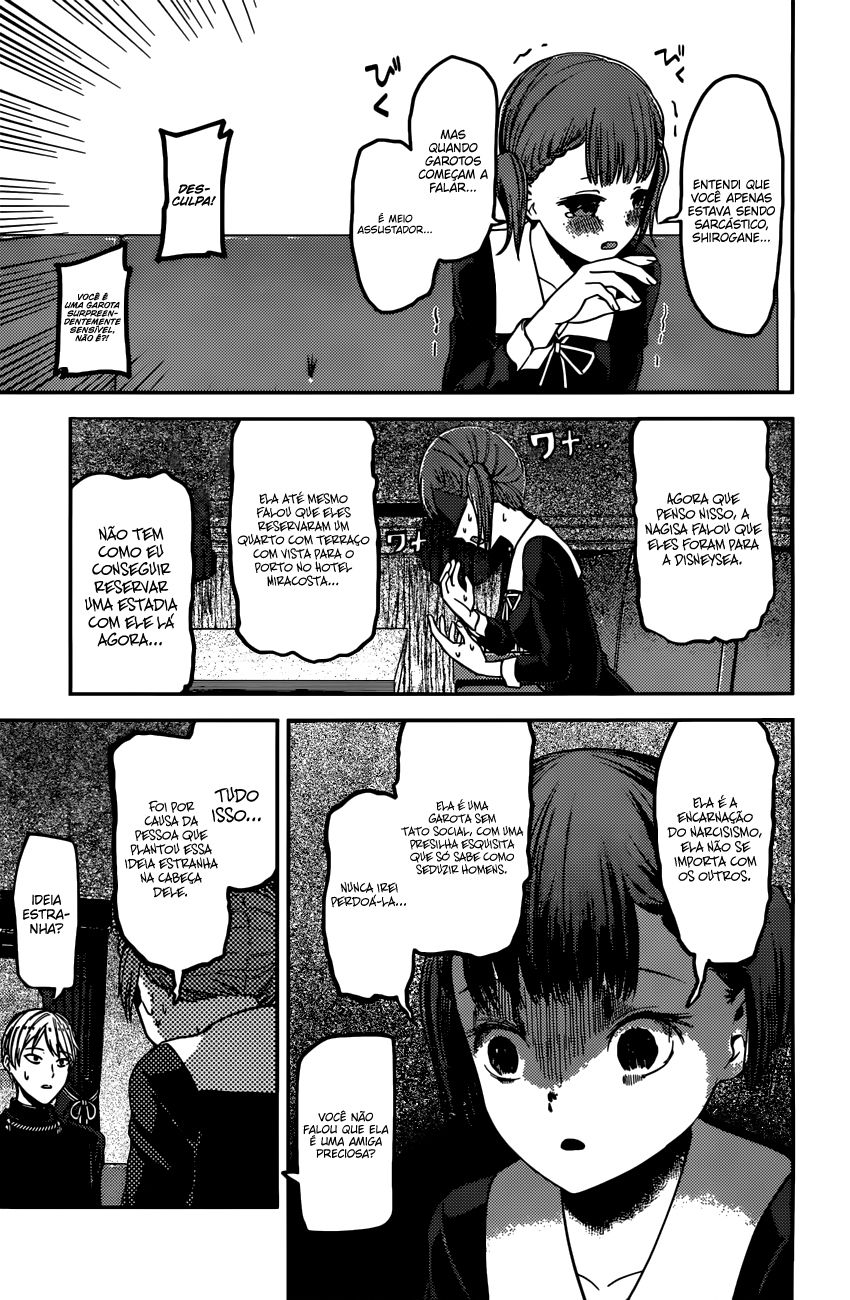 ENTENDI QUE
VOCÊ APENAS
ESTAVA SENDO
SARCÁSTICO,
SHIROGANE...
びく
びく
MAS
QUANDO
GAROTOS
COMEÇAM A
FALAR...
É MEIO
ASSUSTADOR...
DES-
CULPA!
VOCÊ É
UMA GAROTA
SURPREEN-
DENTEMENTE
SENSÍVEL,
NÃO É?!
AGORA QUE
PENSO NISSO, A
NAGISA FALOU QUE
ELES FORAM PARA
A DISNEYSEA.
ワナ...
ワナ
ELA ATÉ MESMO
FALOU QUE ELES
RESERVARAM UM
QUARTO COM TERRAÇO
COM VISTA PARA O
PORTO NO HOTEL
MIRACOSTA...
NÃO TEM
COMO EU
CONSEGUIR
RESERVAR
UMA ESTADIA
COM ELE LÁ
AGORA...
ELA É A
ENCARNAÇÃO
DO NARCISISMO,
ELA NÃO SE
IMPORTA COM
OS OUTROS.
ELA É UMA
GAROTA SEM
TATO SOCIAL, COM UMA
PRESILHA ESQUISITA
QUE SÓ SABE COMO
SEDUZIR HOMENS.
NUNCA IREI
PERDOÁ-LA...
VOCÊ NÃO
FALOU QUE ELA
É UMA AMIGA
PRECIOSA?
TUDO
ISSO...
FOI POR
CAUSA DA
PESSOA QUE
PLANTOU ESSA
IDEIA ESTRANHA
NA CABEÇA
DELE.
IDEIA
ESTRA-
NHA?